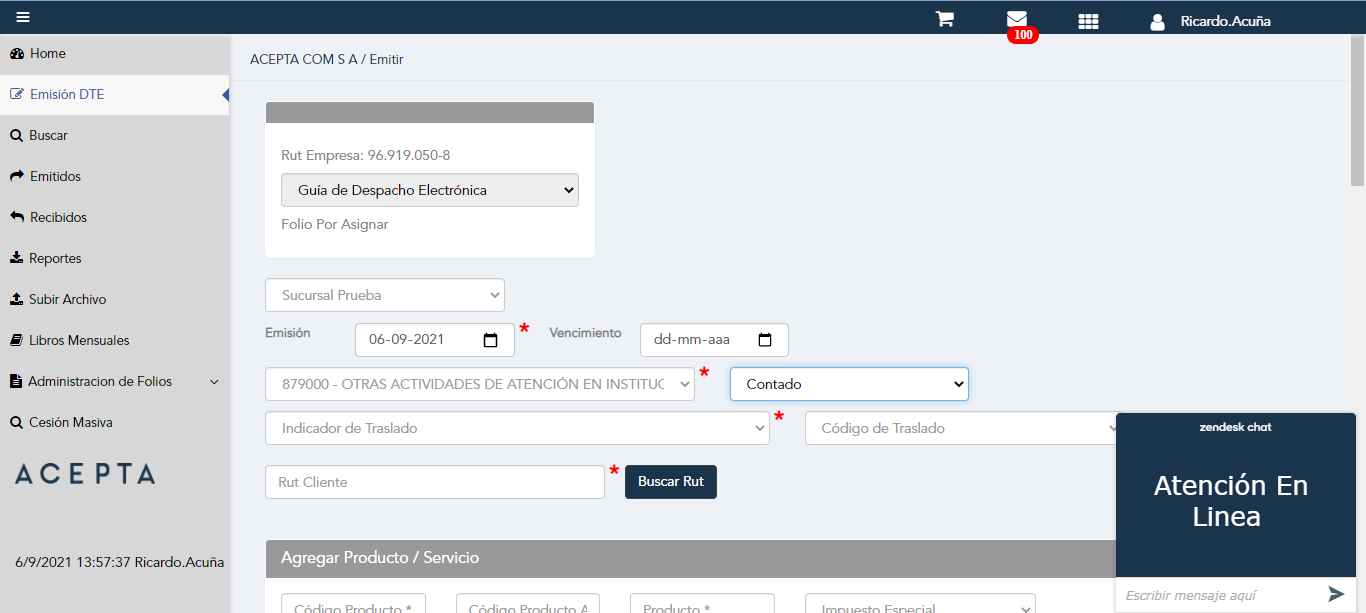 Ricardo.Acuña
100
Home
Emisión DTE
Buscar
Emitidos
Recibidos
Reportes
Subir Archivo
Libros Mensuales
Administracion de Folios
Cesión Masiva
ACEPTA
6/9/2021 13:57:37 Ricardo.Acuña
ACEPTA COM S A / Emitir
Rut Empresa: 96.919.050-8
Guía de Despacho Electrónica
Folio Por Asignar
Sucursal Prueba
Emisión 06-09-2021 * Vencimiento dd-mm-aaa
879000 - OTRAS ACTIVIDADES DE ATENCIÓN EN INSTITUC * Contado
Indicador de Traslado * Código de Traslado
Rut Cliente * Buscar Rut
Agregar Producto / Servicio
Código Producto * Código Producto A Producto * Impuesto Especial
zendesk chat
Atención En
Linea
Escribir mensaje aquí